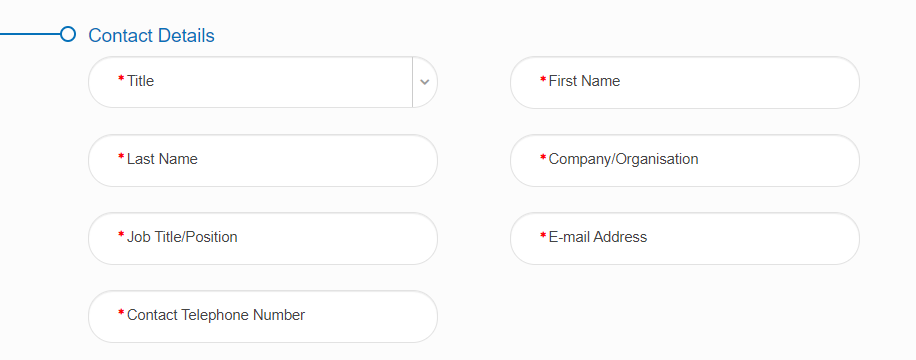 Contact Details
*Title
*First Name
*Last Name
*Company/Organisation
*Job Title/Position
*E-mail Address
*Contact Telephone Number